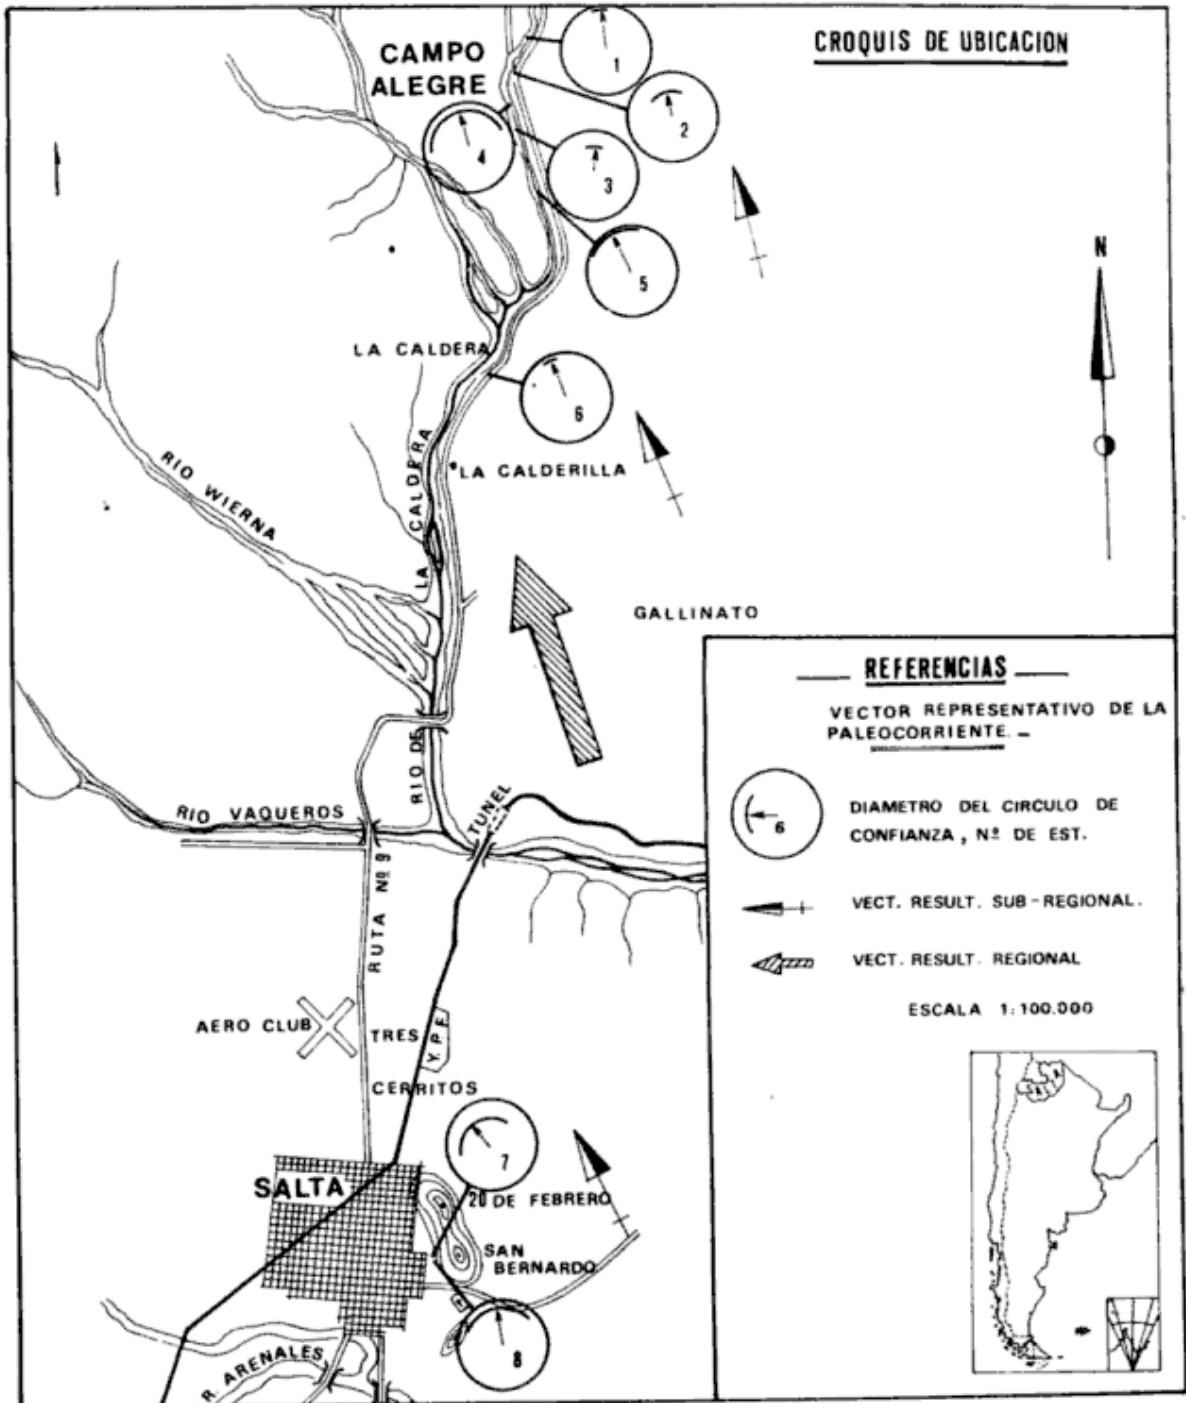 CROQUIS DE UBICACION
CAMPO
ALEGRE
1
2
3
4
5
N
LA CALDERA
6
LA CALDERILLA
RIO WIERNA
RIO DE LA CALDERA
GALLINATO
REFERENCIAS
VECTOR REPRESENTATIVO DE LA
PALEOCORRIENTE.-
6
DIAMETRO DEL CIRCULO DE
CONFIANZA, Nº DE EST.
VECT. RESULT. SUB-REGIONAL.
VECT. RESULT. REGIONAL
ESCALA 1:100.000
RIO VAQUEROS
TUNEL
RUTA Nº 9
AERO CLUB
TRES
CERRITOS
Y.P.F.
7
SALTA
20 DE FEBRERO
SAN
BERNARDO
8
R. ARENALES